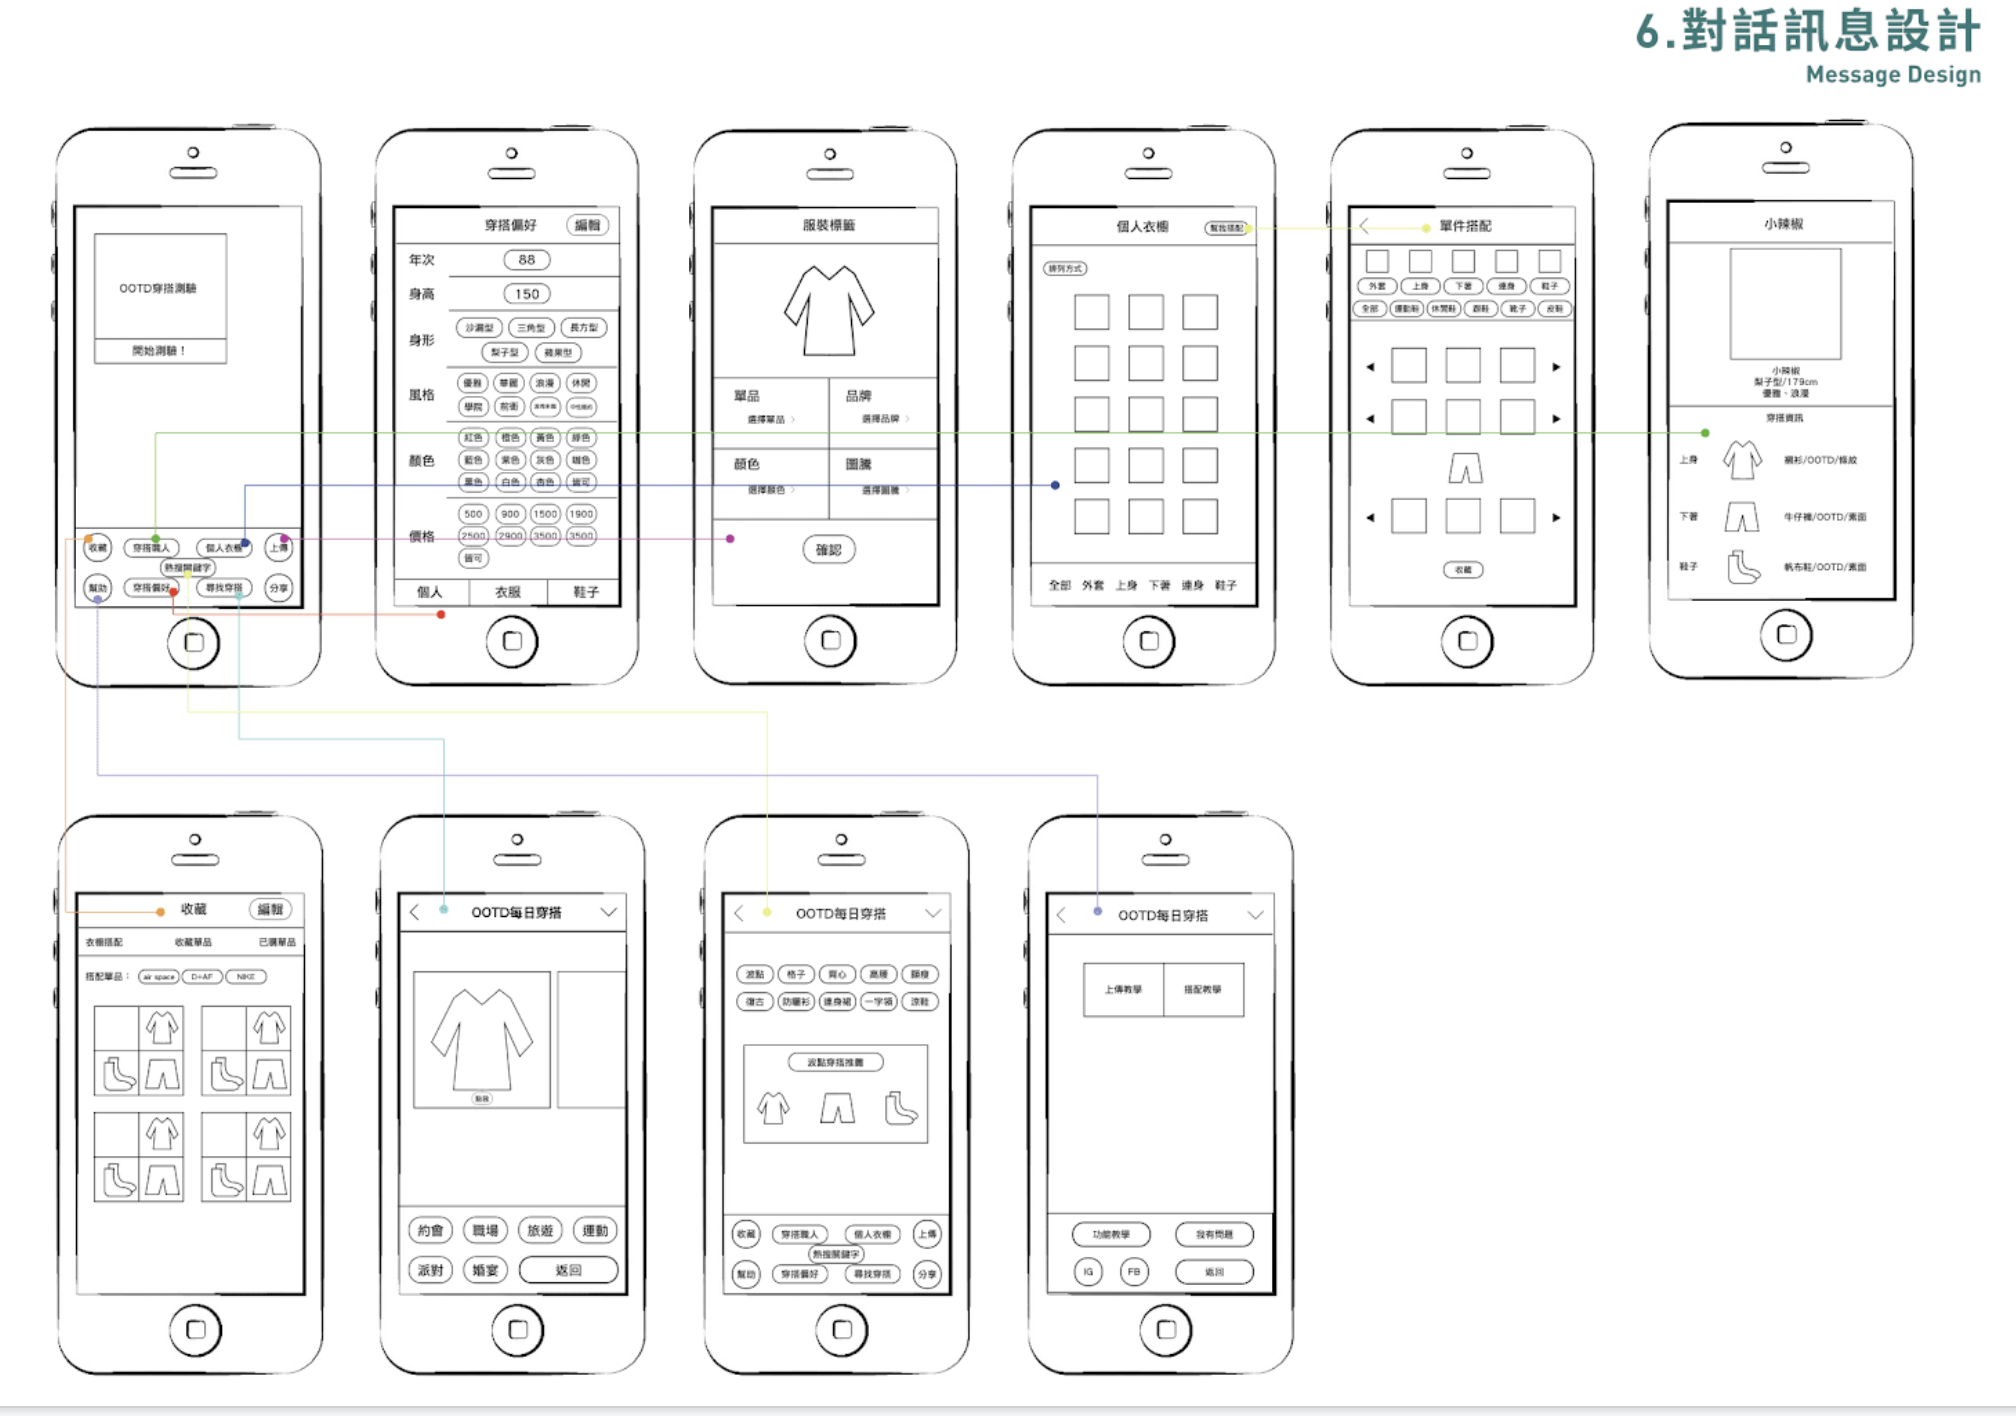 6.對話訊息設計
Message Design
OOTD穿搭測驗
開始測驗！
收藏 穿搭職人 個人衣櫥 上傳
熱搜關鍵字
幫助 穿搭偏好 尋找穿搭 分享
穿搭偏好 編輯
年次 88
身高 150
身形 沙漏型 三角型 長方型
梨子型 蘋果型
風格 優雅 華麗 浪漫 休閒
學院 前衛
顏色 紅色 橙色 黃色 綠色
藍色 紫色 灰色 咖色
黑色 白色 杏色 皆可
價格 500 900 1500 1900
2500 2900 3500 3500
皆可
個人 衣服 鞋子
服裝標籤
單品 品牌
選擇單品 > 選擇品牌 >
顏色 圖騰
選擇顏色 > 選擇圖騰 >
確認
個人衣櫥 幫我搭配
排列方式
全部 外套 上身 下著 連身 鞋子
單件搭配
外套 上身 下著 連身 鞋子
全部 運動鞋 休閒鞋 跟鞋 靴子 皮鞋
收藏
小辣椒
小辣椒
梨子型/179cm
優雅、浪漫
穿搭資訊
上身 襯衫/OOTD/條紋
下著 牛仔褲/OOTD/素面
鞋子 帆布鞋/OOTD/素面
收藏 編輯
衣櫥搭配 收藏單品 已購單品
搭配單品： air space D+AF NIKE
OOTD每日穿搭
點我
約會 職場 旅遊 運動
派對 婚宴 返回
OOTD每日穿搭
波點 格子 背心 高腰 顯瘦
復古 防曬衫 連身裙 一字領 涼鞋
波點穿搭推薦
收藏 穿搭職人 個人衣櫥 上傳
熱搜關鍵字
幫助 穿搭偏好 尋找穿搭 分享
OOTD每日穿搭
上傳教學 搭配教學
功能教學 我有問題
IG FB 返回